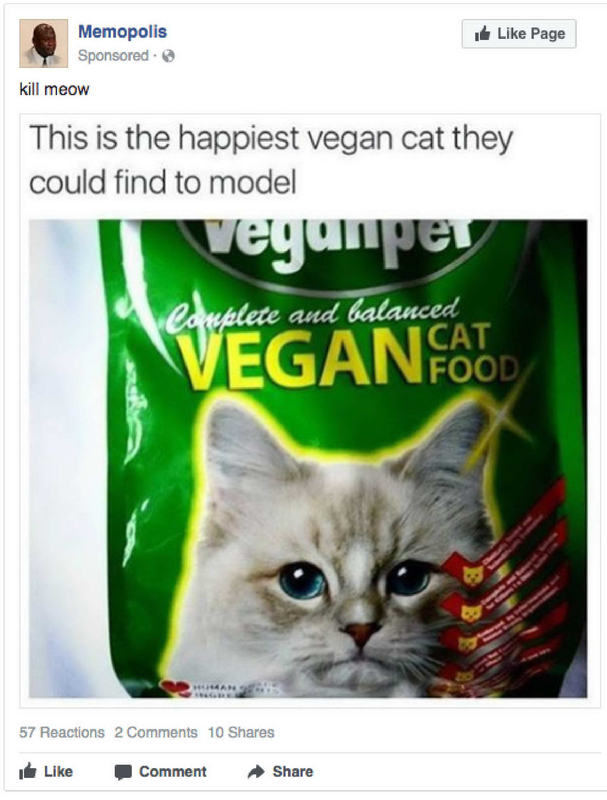 Memopolis
Sponsored ·
Like Page
kill meow
This is the happiest vegan cat they
could find to model
Veganpet
Complete and balanced
VEGAN CAT
FOOD
HUMAN
57 Reactions 2 Comments 10 Shares
Like Comment Share